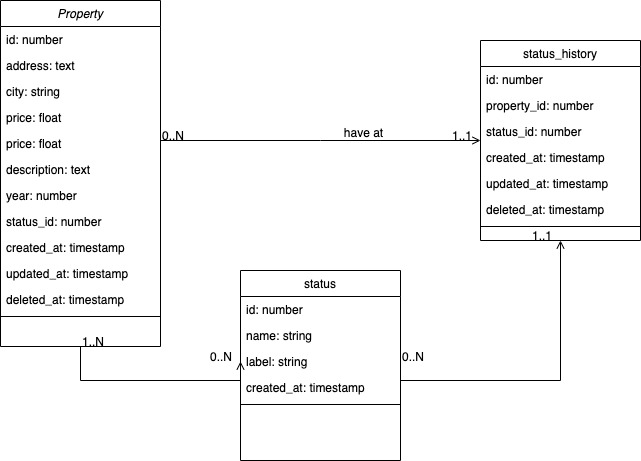 Property
id: number
address: text
city: string
price: float
price: float
description: text
year: number
status_id: number
created_at: timestamp
updated_at: timestamp
deleted_at: timestamp
0..N
have at
1..1
status_history
id: number
property_id: number
status_id: number
created_at: timestamp
updated_at: timestamp
deleted_at: timestamp
1..1
status
id: number
name: string
label: string
created_at: timestamp
1..N
0..N
0..N